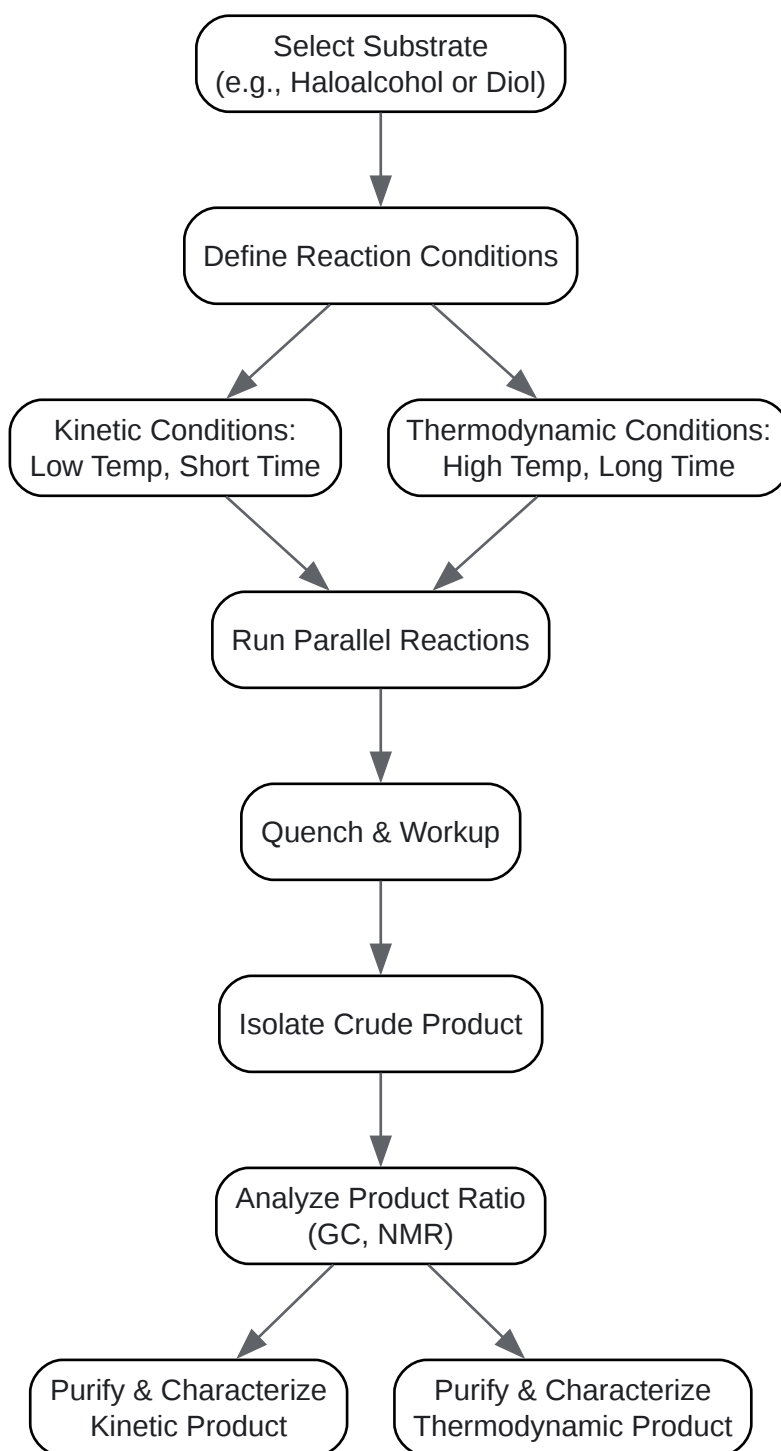 Select Substrate
(e.g., Haloalcohol or Diol)
Define Reaction Conditions
Kinetic Conditions:
Low Temp, Short Time
Thermodynamic Conditions:
High Temp, Long Time
Run Parallel Reactions
Quench & Workup
Isolate Crude Product
Analyze Product Ratio
(GC, NMR)
Purify & Characterize
Kinetic Product
Purify & Characterize
Thermodynamic Product